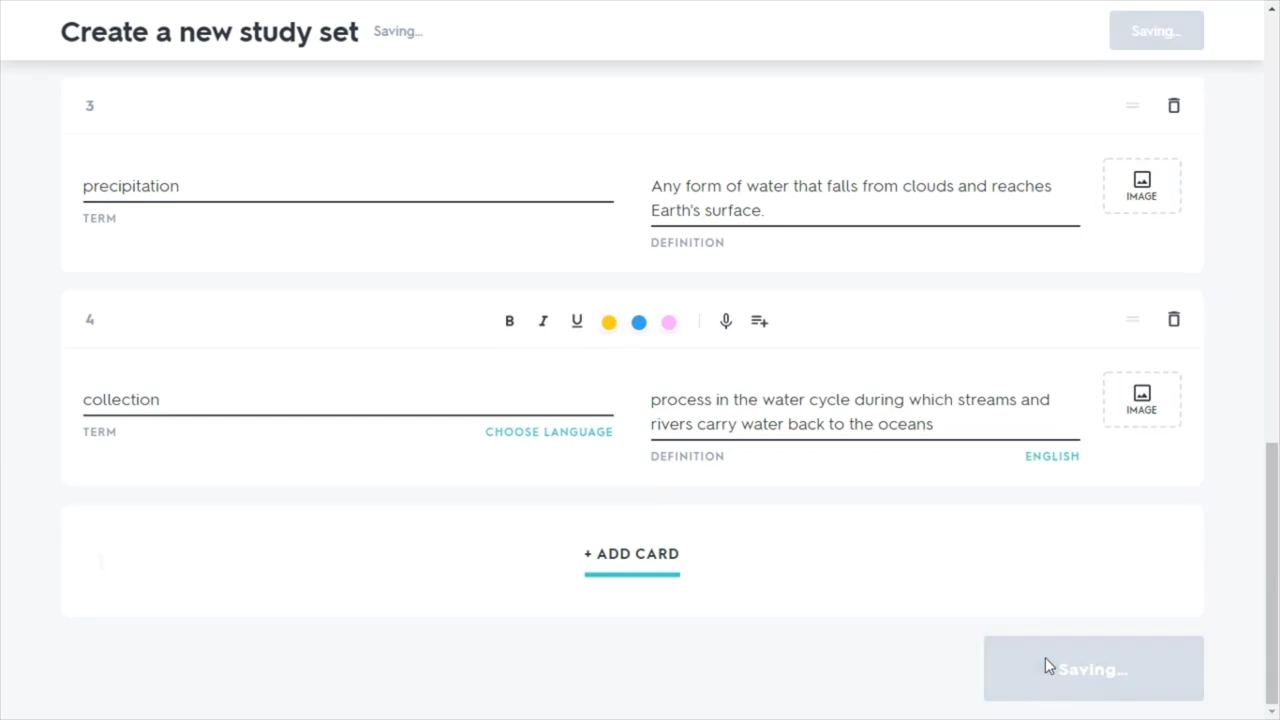 Create a new study set Saving... Saving...
3
precipitation Any form of water that falls from clouds and reaches
Earth's surface.
IMAGE
TERM
DEFINITION
4 B I U
collection process in the water cycle during which streams and
rivers carry water back to the oceans
IMAGE
TERM CHOOSE LANGUAGE
DEFINITION ENGLISH
+ ADD CARD
Saving...